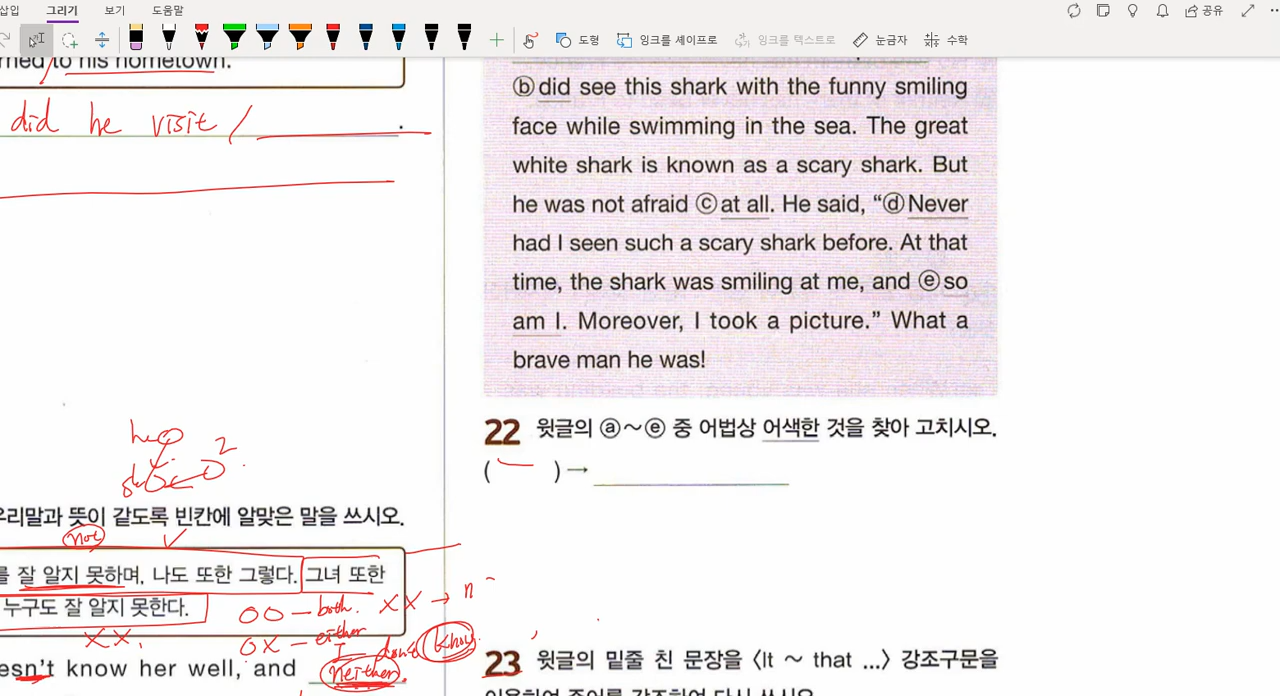 삽입 그리기 보기 도움말 공유
도형 잉크를 셰이프로 잉크를 텍스트로 눈금자 수학
to his hometown.
did he visit / .
ⓑ did see this shark with the funny smiling
face while swimming in the sea. The great
white shark is known as a scary shark. But
he was not afraid ⓒ at all. He said, “ⓓ Never
had I seen such a scary shark before. At that
time, the shark was smiling at me, and ⓔ so
am I. Moreover, I took a picture.” What a
brave man he was!
22 윗글의 ⓐ~ⓔ 중 어법상 어색한 것을 찾아 고치시오.
( ) →
he
2
우리말과 뜻이 같도록 빈칸에 알맞은 말을 쓰시오.
not
를 잘 알지 못하며, 나도 또한 그렇다. 그녀 또한
누구도 잘 알지 못한다.
OO - both. XX → n
XX.
OX - either
I don't know.
esn't know her well, and neither.
23 윗글의 밑줄 친 문장을 〈It ~ that ...〉 강조구문을